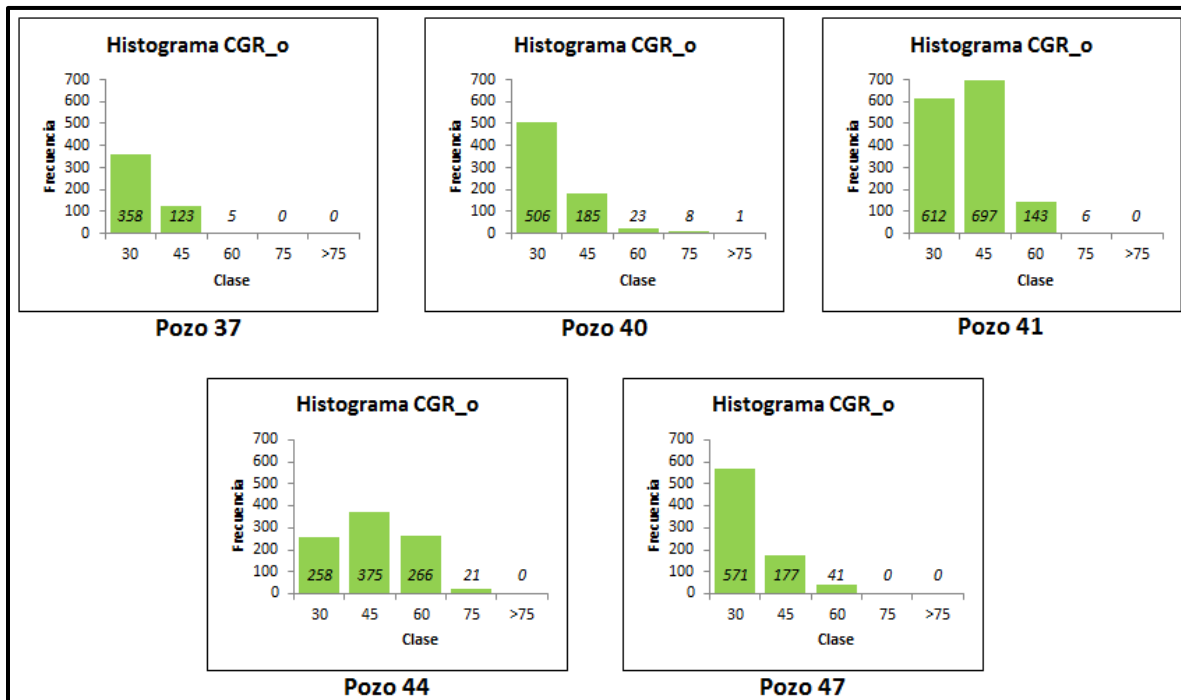 Histograma CGR_o
700
600
500
400
300
200
100
0
Frecuencia
358 123 5 0 0
30 45 60 75 >75
Clase
Pozo 37
Histograma CGR_o
700
600
500
400
300
200
100
0
Frecuencia
506 185 23 8 1
30 45 60 75 >75
Clase
Pozo 40
Histograma CGR_o
700
600
500
400
300
200
100
0
Frecuencia
612 697 143 6 0
30 45 60 75 >75
Clase
Pozo 41
Histograma CGR_o
700
600
500
400
300
200
100
0
Frecuencia
258 375 266 21 0
30 45 60 75 >75
Clase
Pozo 44
Histograma CGR_o
700
600
500
400
300
200
100
0
Frecuencia
571 177 41 0 0
30 45 60 75 >75
Clase
Pozo 47